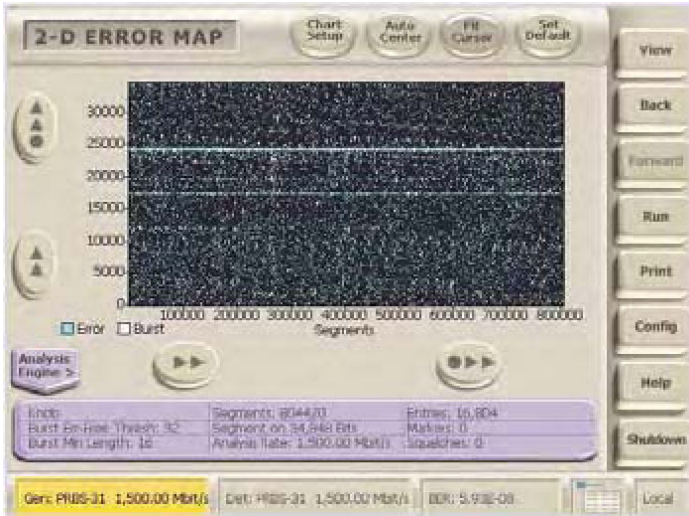 2-D ERROR MAP
Chart Setup
Auto Center
Fit Cursor
Set Default
View
Back
Forward
Run
Print
Config
Help
Shutdown
30000
25000
20000
15000
10000
5000
0
100000 200000 300000 400000 500000 600000 700000 800000
Error Burst
Segments
Analysis
Engine >
Knob Segments: Entries: 16,804
Burst Err-Free Thresh: 32 Segment on Bits Markers: 0
Burst Min Length: 16 Analysis Rate: 1,500.00 Mbit/s Squelches: 0
Gen: PRBS-31 1,500.00 Mbit/s Det: PRBS-31 1,500.00 Mbit/s BER: 5.93E-08 Local